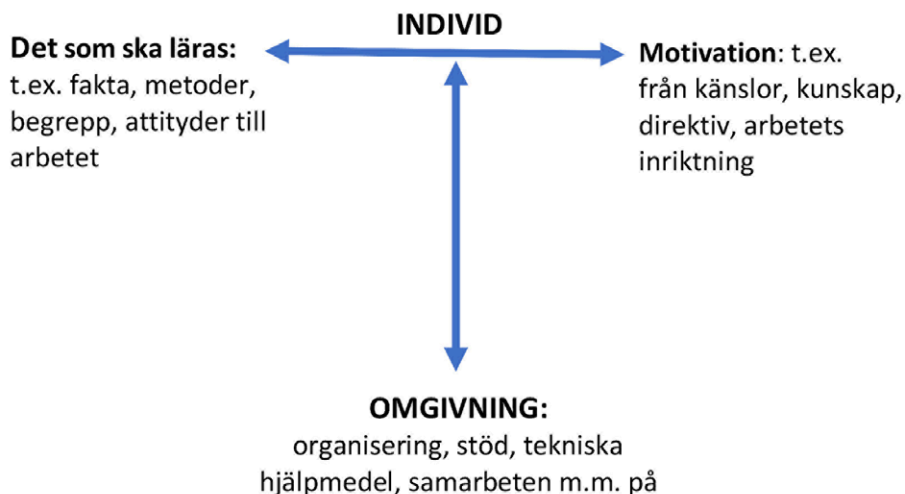 INDIVID
Det som ska läras:
t.ex. fakta, metoder,
begrepp, attityder till
arbetet
Motivation: t.ex.
från känslor, kunskap,
direktiv, arbetets
inriktning
OMGIVNING:
organisering, stöd, tekniska
hjälpmedel, samarbeten m.m. på